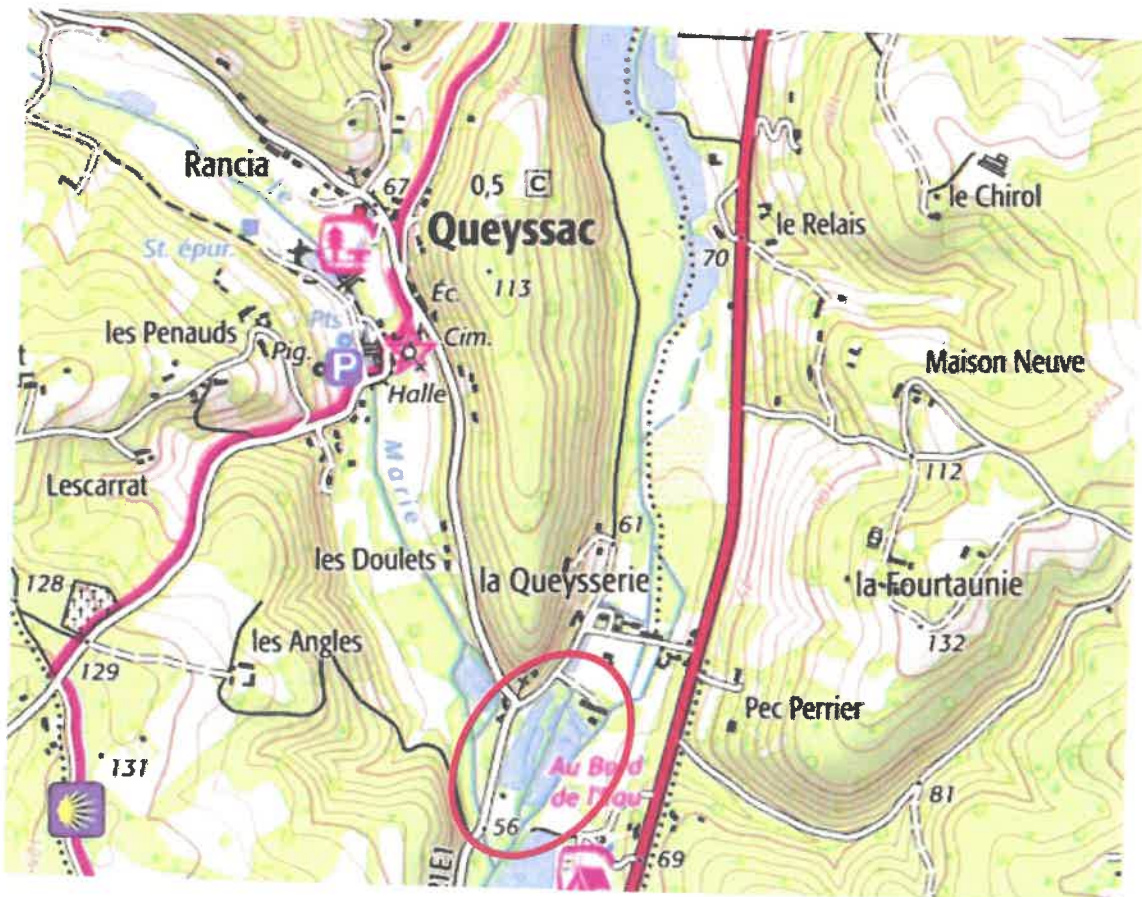 Rancia
67
0,5 C
le Chirol
Queyssac
le Relais
St. épur.
70
113
Éc.
les Penauds
Pts
Cim.
Pig.
P
Maison Neuve
Halle
112
Lescarrat
Marie
61
les Doulets
la Queysserie
la Fourtaunie
128
132
les Angles
129
Pec Perrier
131
Au Bord
de l'Eau
81
56
69